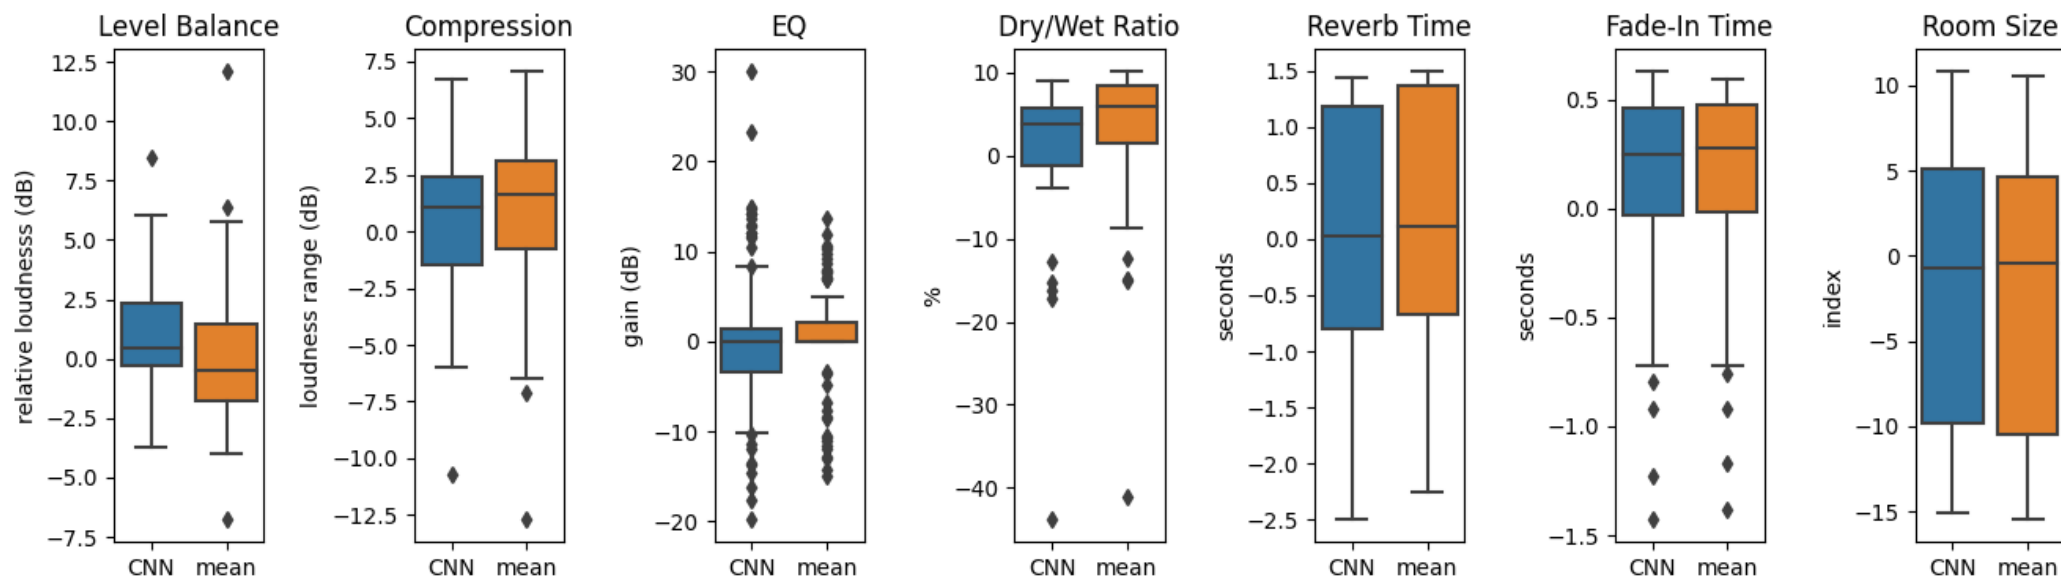 Level Balance
relative loudnesss (dB)
12.5
10.0
7.5
5.0
2.5
0.0
−2.5
−5.0
−7.5
CNN mean
Compression
loudness range (dB)
7.5
5.0
2.5
0.0
−2.5
−5.0
−7.5
−10.0
−12.5
CNN mean
EQ
gain (dB)
30
20
10
0
−10
−20
CNN mean
Dry/Wet Ratio
%
10
0
−10
−20
−30
−40
CNN mean
Reverb Time
seconds
1.5
1.0
0.5
0.0
−0.5
−1.0
−1.5
−2.0
−2.5
CNN mean
Fade-In Time
seconds
0.5
0.0
−0.5
−1.0
−1.5
CNN mean
Room Size
index
10
5
0
−5
−10
−15
CNN mean